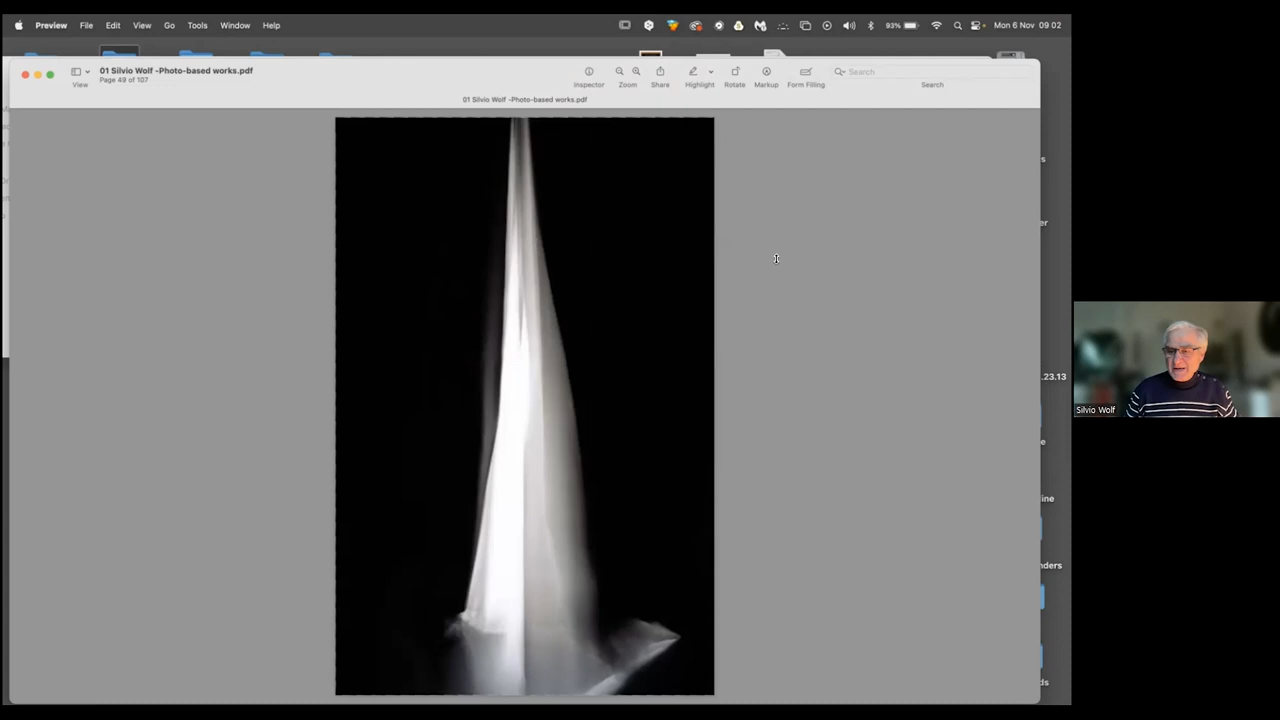 Preview File Edit View Go Tools Window Help 93% Mon 6 Nov 09 02
01 Silvio Wolf -Photo-based works.pdf
Page 49 of 107
View Inspector Zoom Share Highlight Rotate Markup Form Filling Search
Search
01 Silvio Wolf -Photo-based works.pdf
.23.13
Silvio Wolf